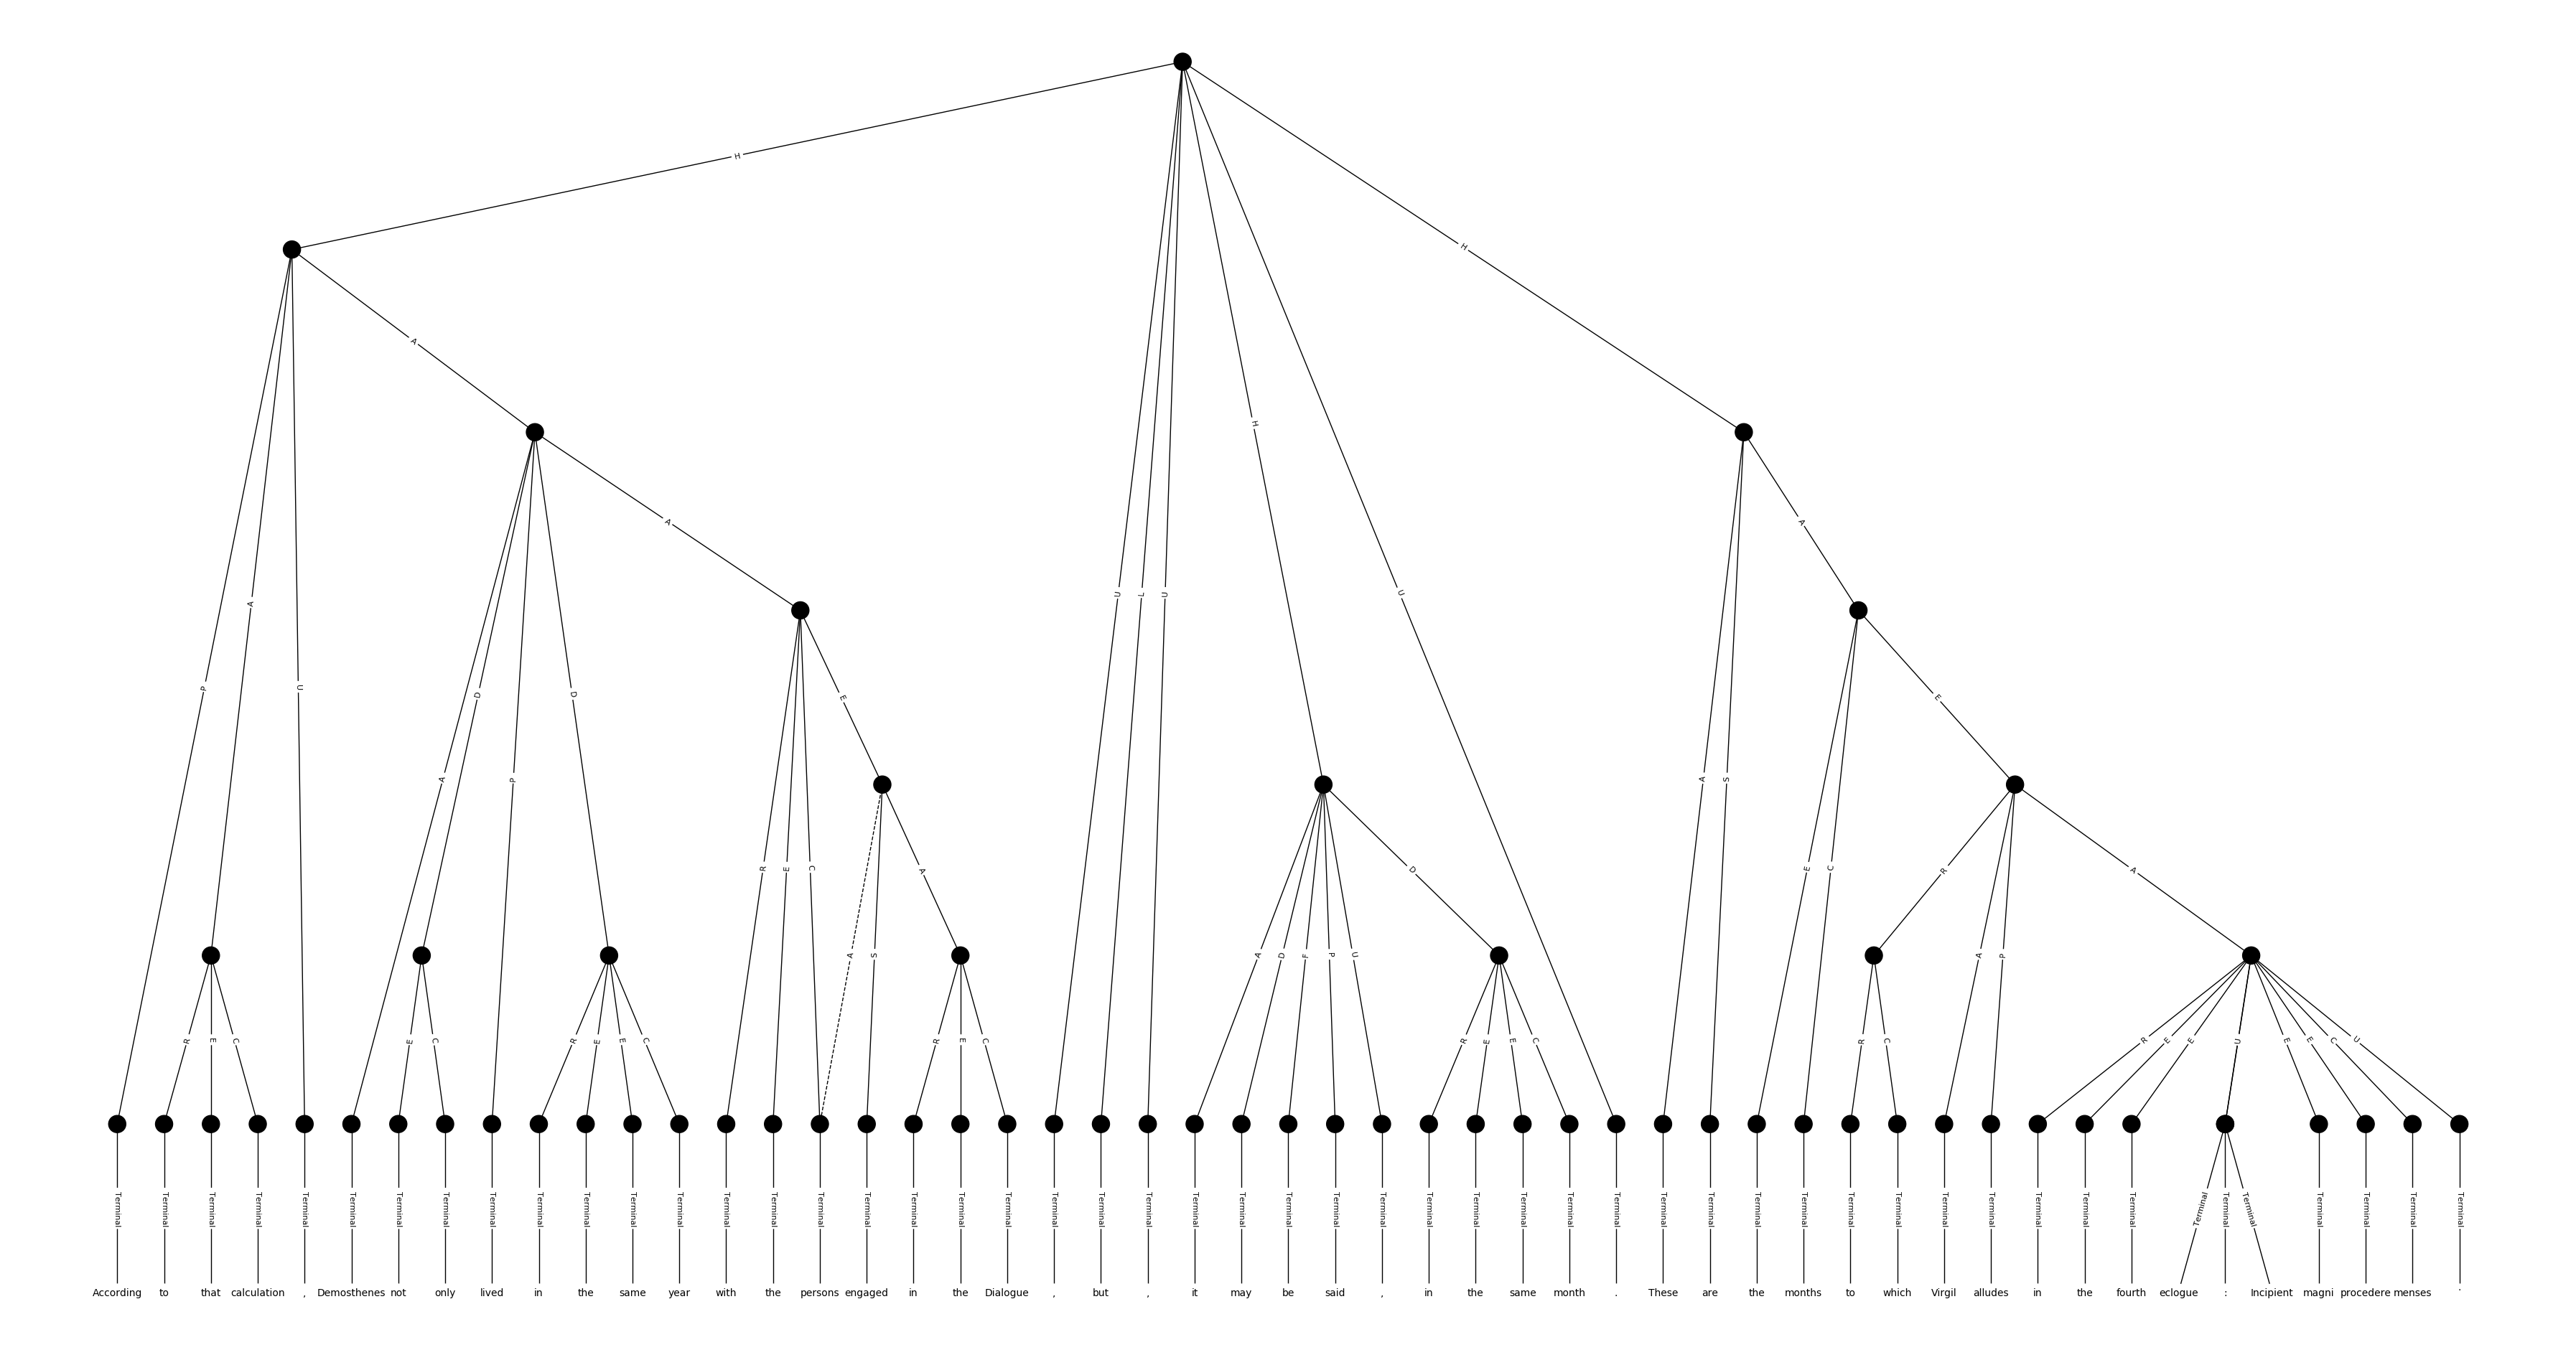 H
H
A
H
A
A
A
U
L
U
U
P
A
U
D
D
E
E
A
P
A
S
R
E
C
E
C
D
R
A
A
A
S
A
D
F
P
U
A
P
R
E
C
E
C
R
E
E
C
R
E
C
R
E
E
C
R
C
R
E
E
U
E
E
C
U
Terminal Terminal Terminal Terminal Terminal Terminal Terminal Terminal Terminal Terminal Terminal Terminal Terminal Terminal Terminal Terminal Terminal Terminal Terminal Terminal Terminal Terminal Terminal Terminal Terminal Terminal Terminal Terminal Terminal Terminal Terminal Terminal Terminal Terminal Terminal Terminal Terminal Terminal Terminal Terminal Terminal Terminal Terminal Terminal Terminal Terminal Terminal Terminal Terminal Terminal Terminal
According to that calculation , Demosthenes not only lived in the same year with the persons engaged in the Dialogue , but , it may be said , in the same month . These are the months to which Virgil alludes in the fourth eclogue : Incipient magni procedere menses .